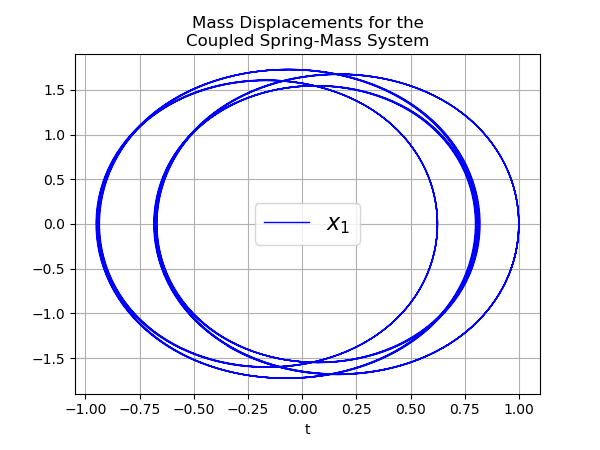 Mass Displacements for the
Coupled Spring-Mass System
1.5
1.0
0.5
0.0
−0.5
−1.0
−1.5
x₁
−1.00 −0.75 −0.50 −0.25 0.00 0.25 0.50 0.75 1.00
t